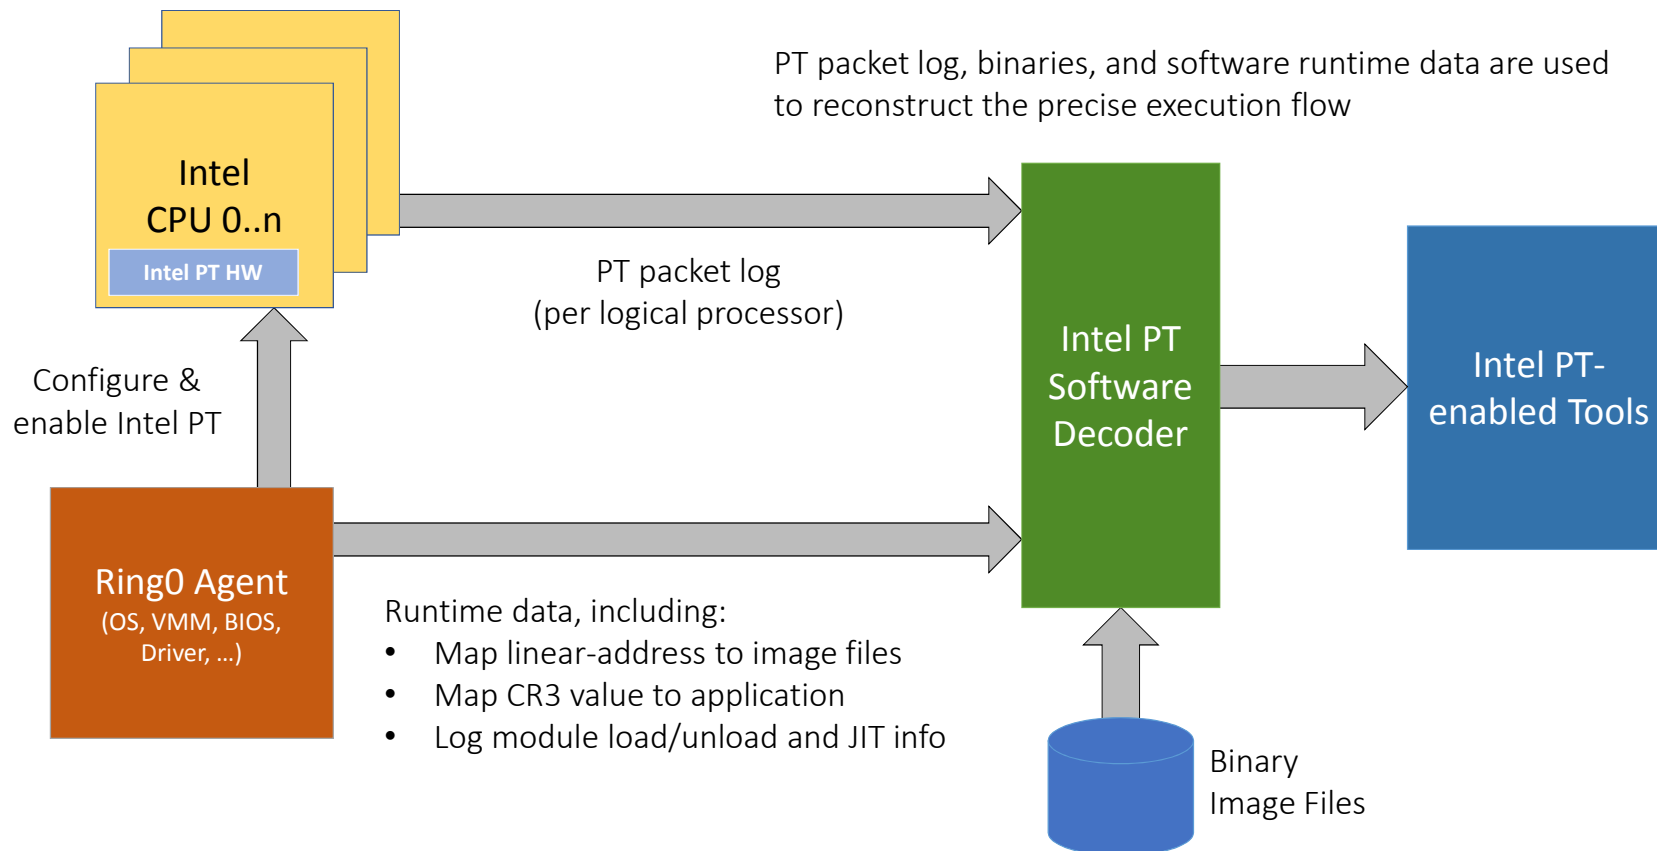 PT packet log, binaries, and software runtime data are used
to reconstruct the precise execution flow
Intel
CPU 0..n
Intel PT HW
PT packet log
(per logical processor)
Configure &
enable Intel PT
Intel PT
Software
Decoder
Intel PT-
enabled Tools
Ring0 Agent
(OS, VMM, BIOS,
Driver, ...)
Runtime data, including:
• Map linear-address to image files
• Map CR3 value to application
• Log module load/unload and JIT info
Binary
Image Files